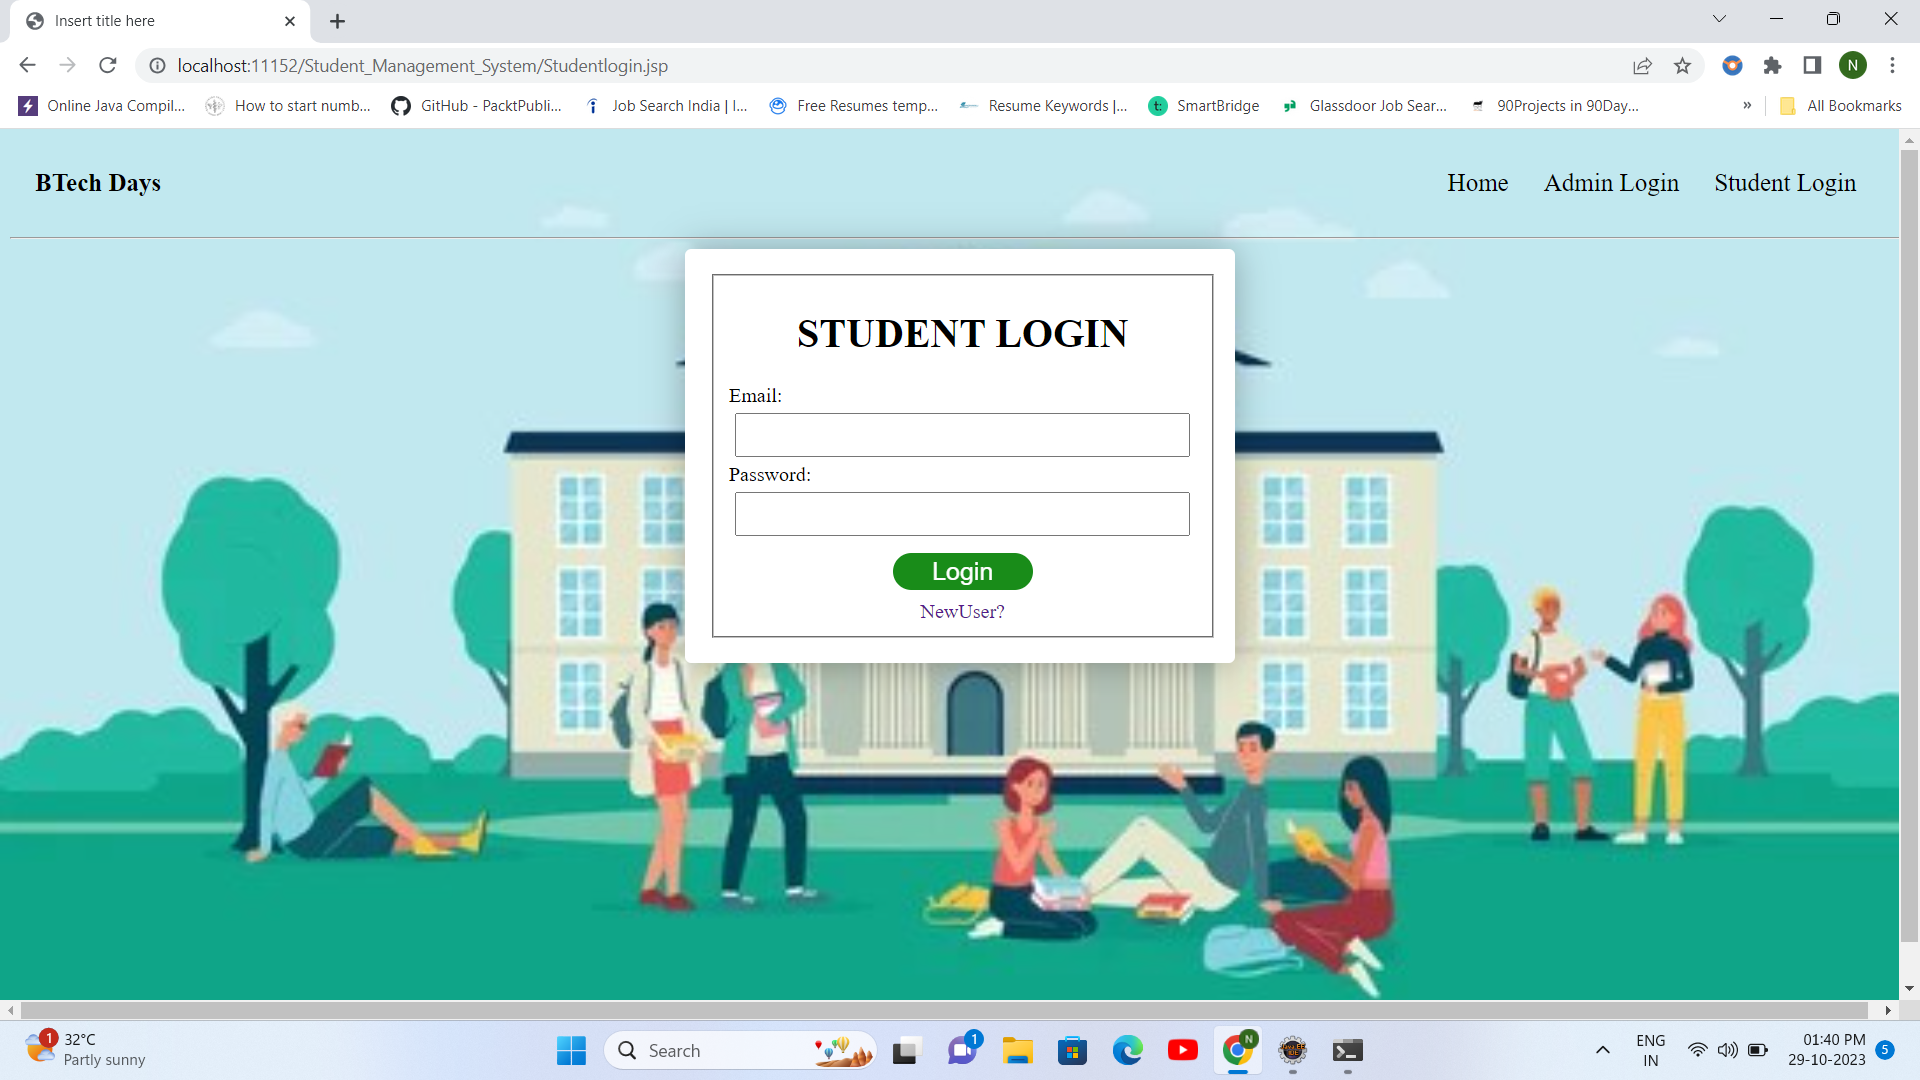 Insert title here
localhost:11152/Student_Management_System/Studentlogin.jsp
N
Online Java Compil...
How to start numb...
GitHub - PacktPubli...
Job Search India | I...
Free Resumes temp...
Resume Keywords |...
t:
SmartBridge
Glassdoor Job Sear...
90Projects in 90Day...
»
All Bookmarks
BTech Days
Home
Admin Login
Student Login
STUDENT LOGIN
Email:
Password:
Login
NewUser?
1
32°C
Partly sunny
Search
1
N
ENG
IN
01:40 PM
29-10-2023
5